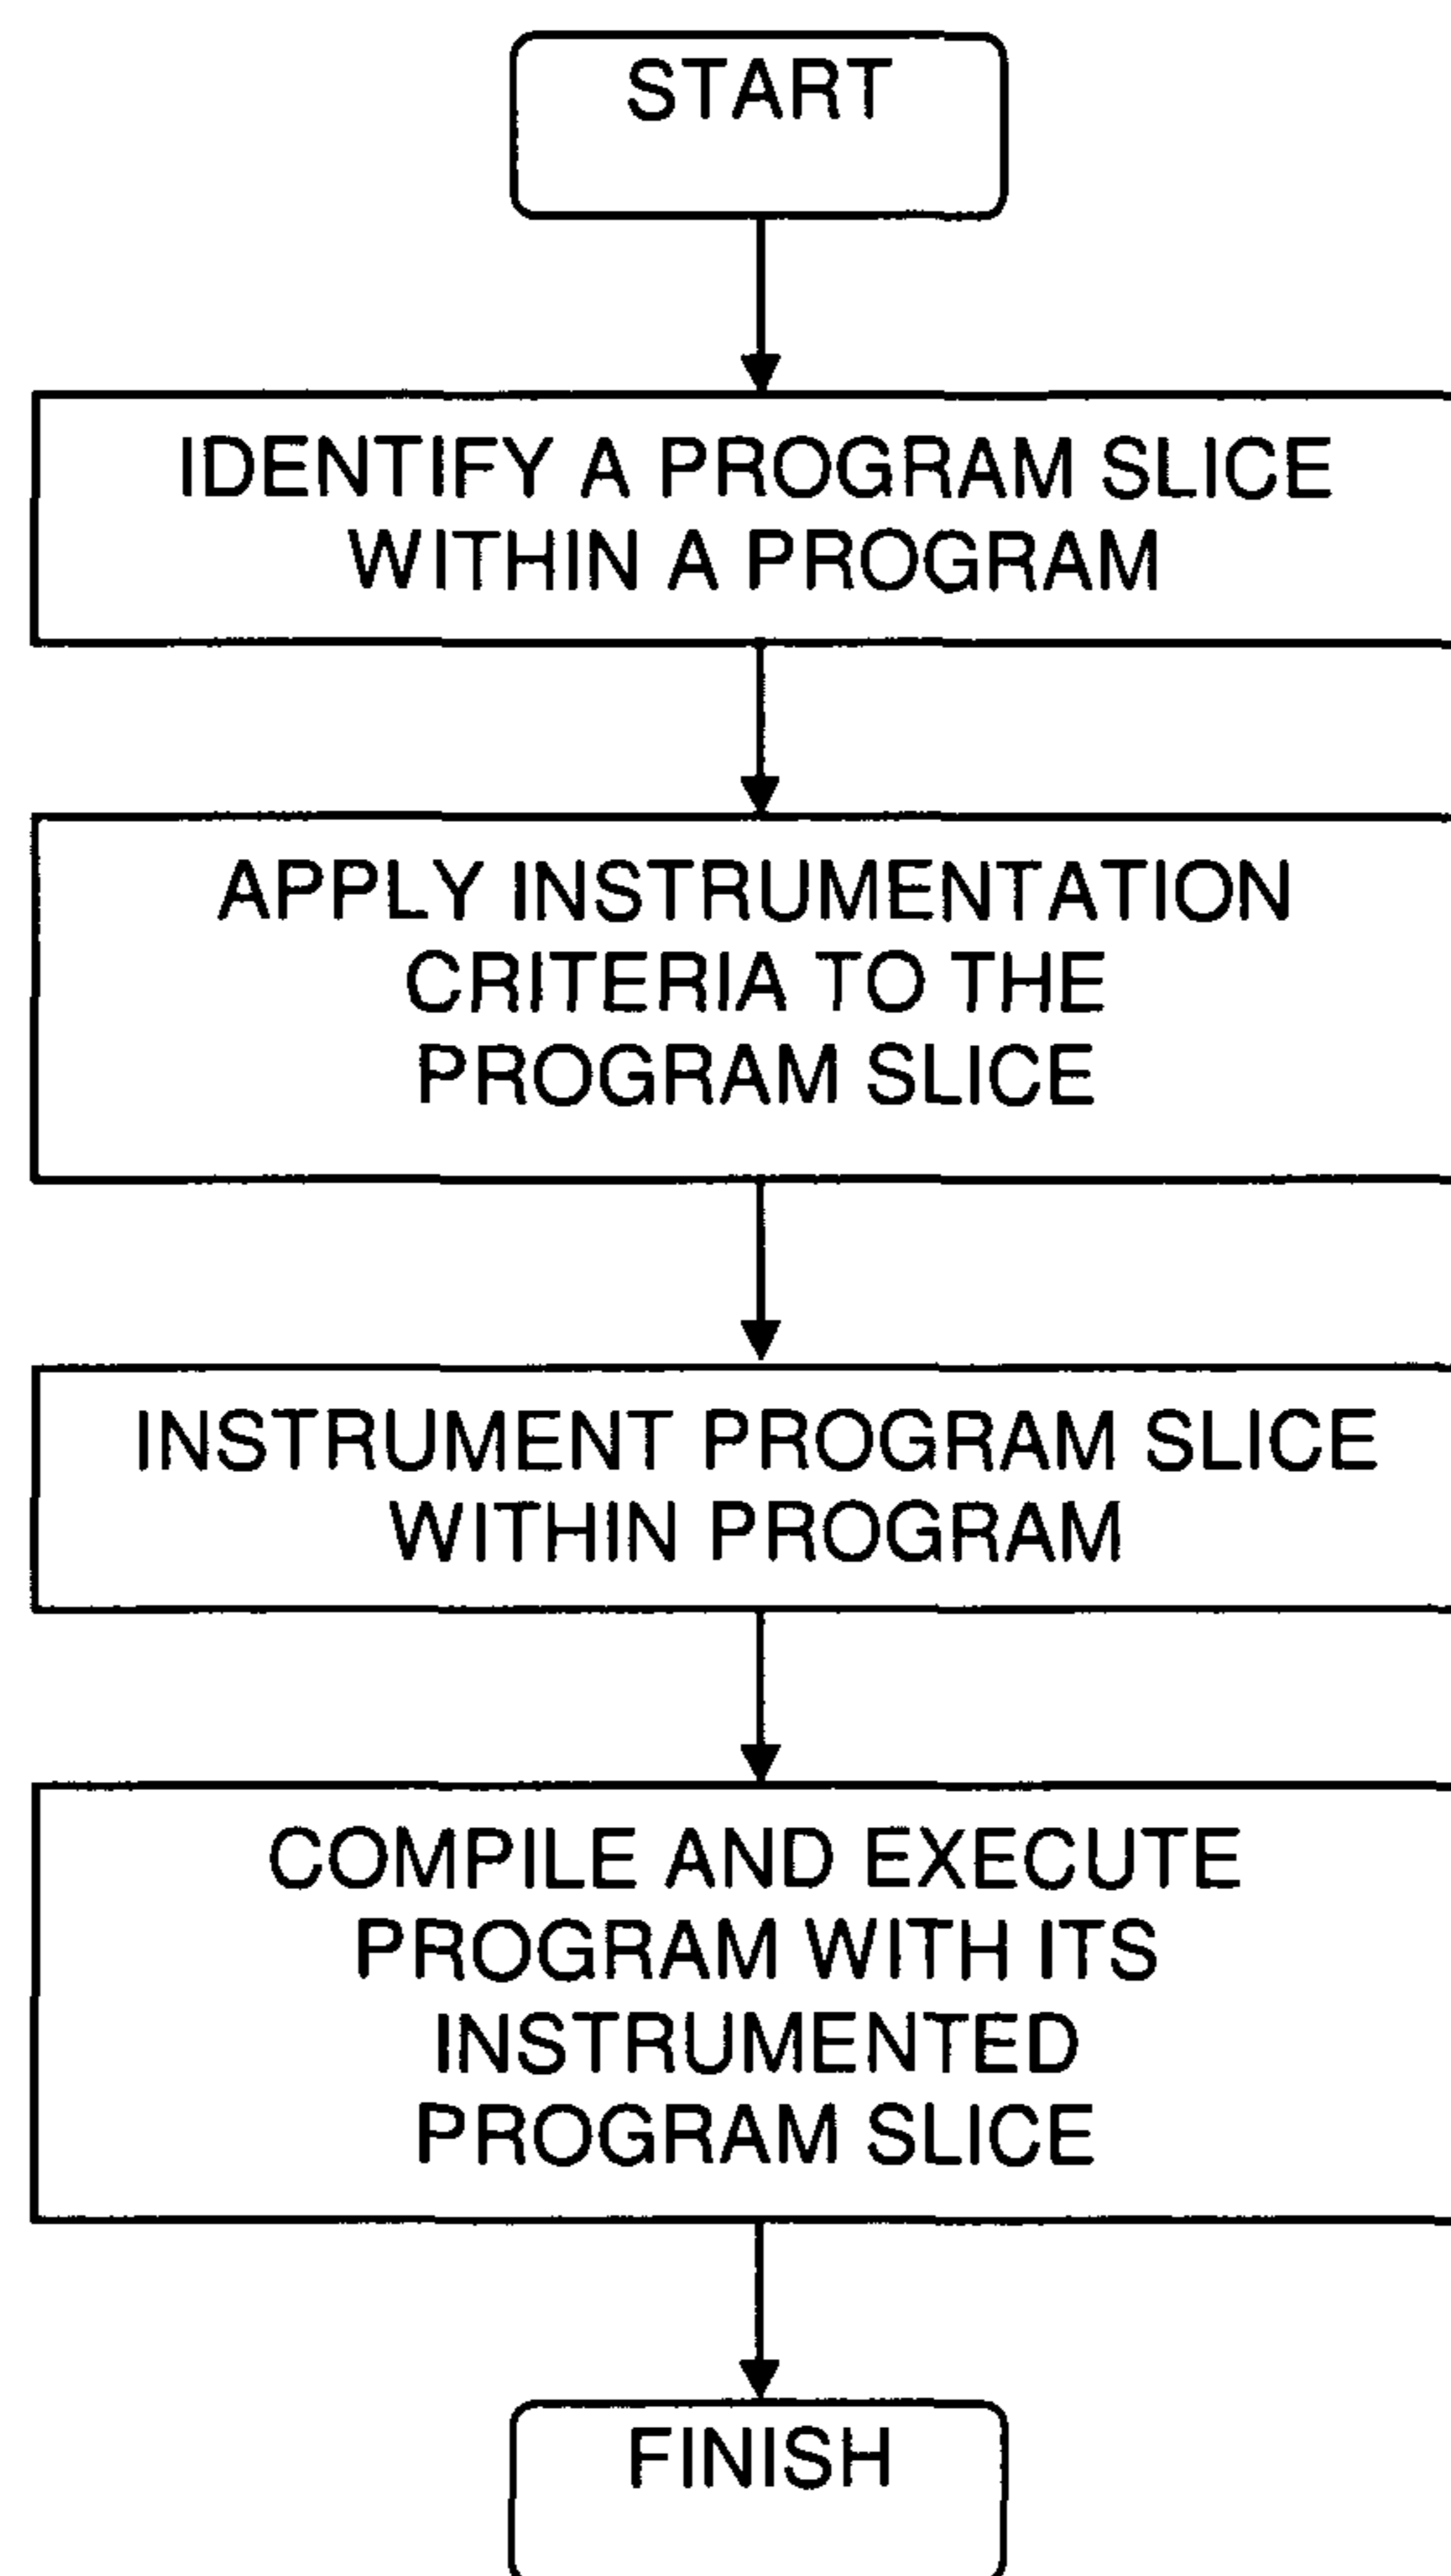 START
IDENTIFY A PROGRAM SLICE
WITHIN A PROGRAM
APPLY INSTRUMENTATION
CRITERIA TO THE
PROGRAM SLICE
INSTRUMENT PROGRAM SLICE
WITHIN PROGRAM
COMPILE AND EXECUTE
PROGRAM WITH ITS
INSTRUMENTED
PROGRAM SLICE
FINISH